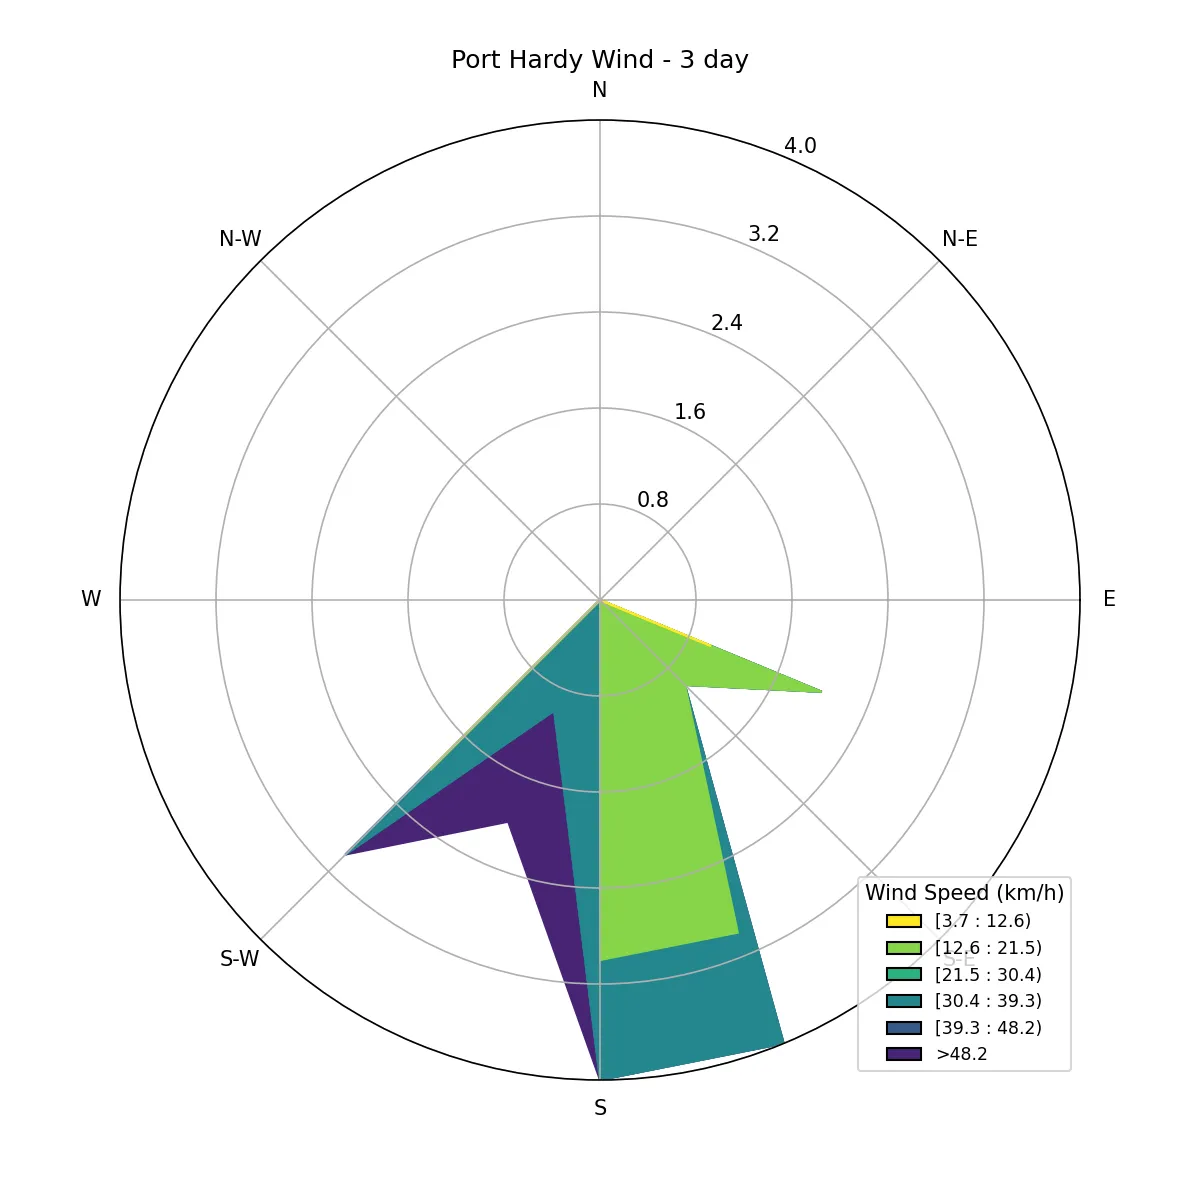 Port Hardy Wind - 3 day
N
4.0
N-W
3.2
N-E
2.4
1.6
0.8
W
E
Wind Speed (km/h)
[3.7 : 12.6)
[12.6 : 21.5)
S-W
S-E
[21.5 : 30.4)
[30.4 : 39.3)
[39.3 : 48.2)
>48.2
S